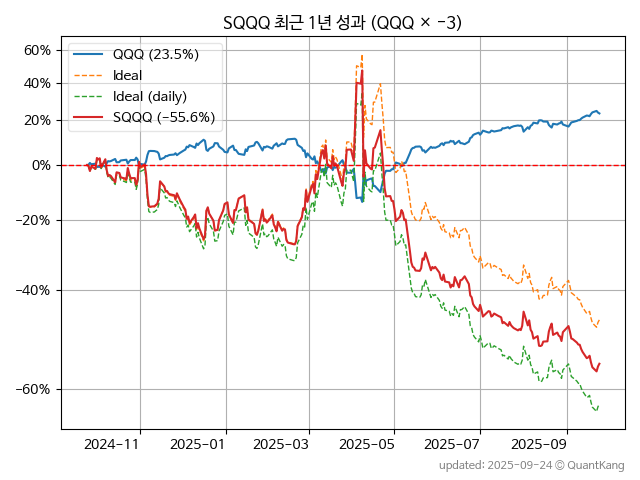 SQQQ 최근 1년 성과 (QQQ × −3)
QQQ (23.5%)
Ideal
Ideal (daily)
SQQQ (−55.6%)
60%
40%
20%
0%
−20%
−40%
−60%
2024-11
2025-01
2025-03
2025-05
2025-07
2025-09
updated: 2025-09-24 © QuantKang